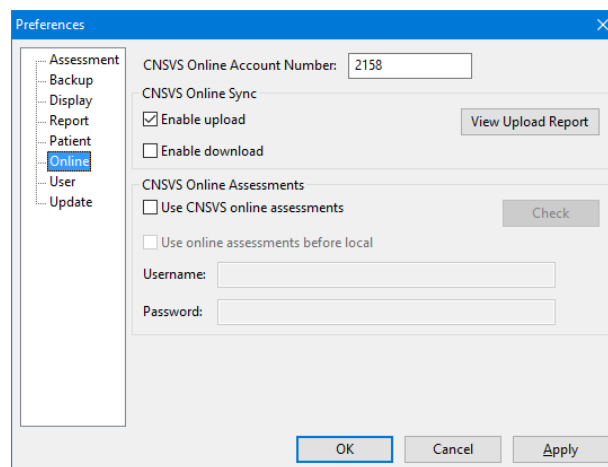 Preferences
Assessment
Backup
Display
Report
Patient
Online
User
Update
CNSVS Online Account Number: 2158
CNSVS Online Sync
Enable upload
View Upload Report
Enable download
CNSVS Online Assessments
Use CNSVS online assessments
Check
Use online assessments before local
Username:
Password:
OK Cancel Apply